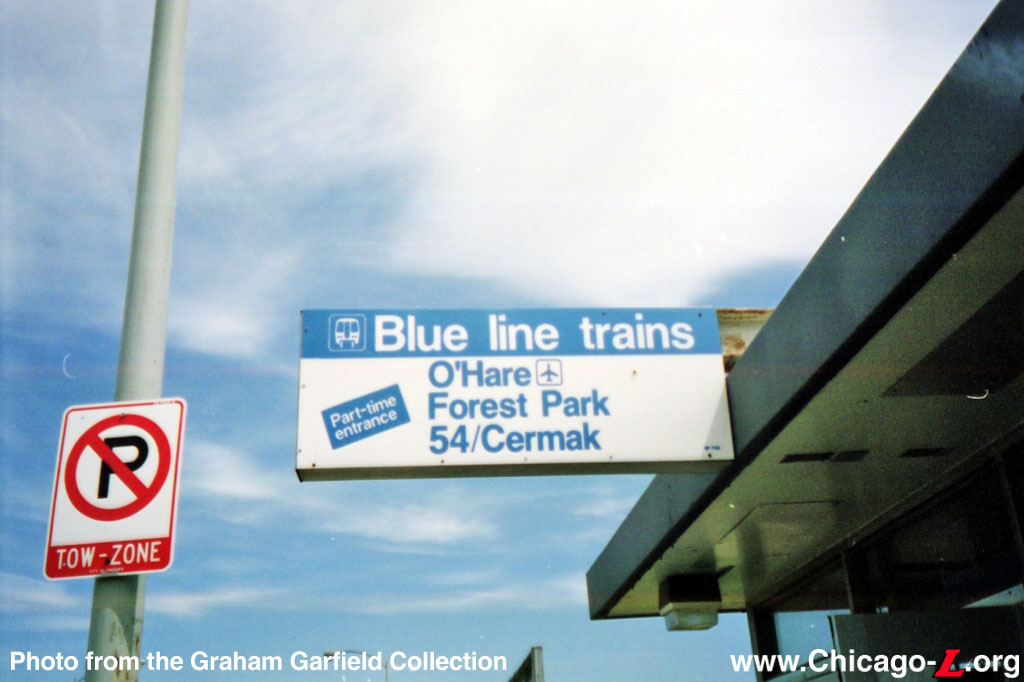 Blue line trains
O'Hare
Forest Park
54/Cermak
Part-time
entrance
P
TOW-ZONE
Photo from the Graham Garfield Collection
www.Chicago-L.org